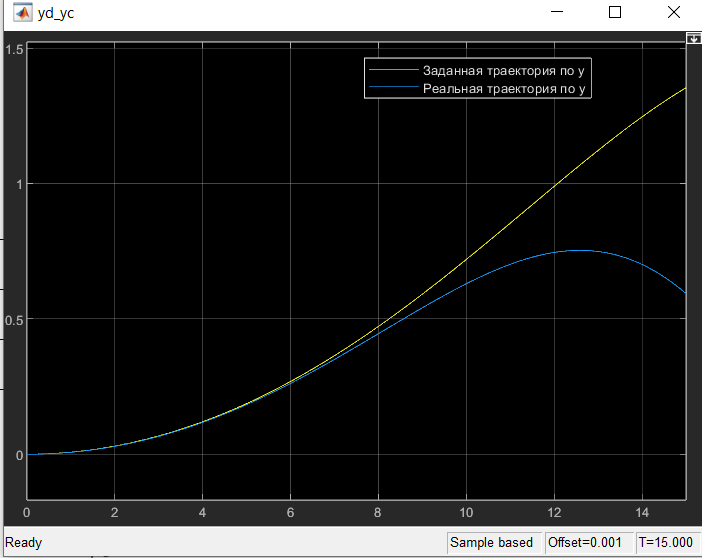 yd_yc
1.5
Заданная траектория по y
Реальная траектория по y
1
0.5
0
0 2 4 6 8 10 12 14
Ready Sample based Offset=0.001 T=15.000